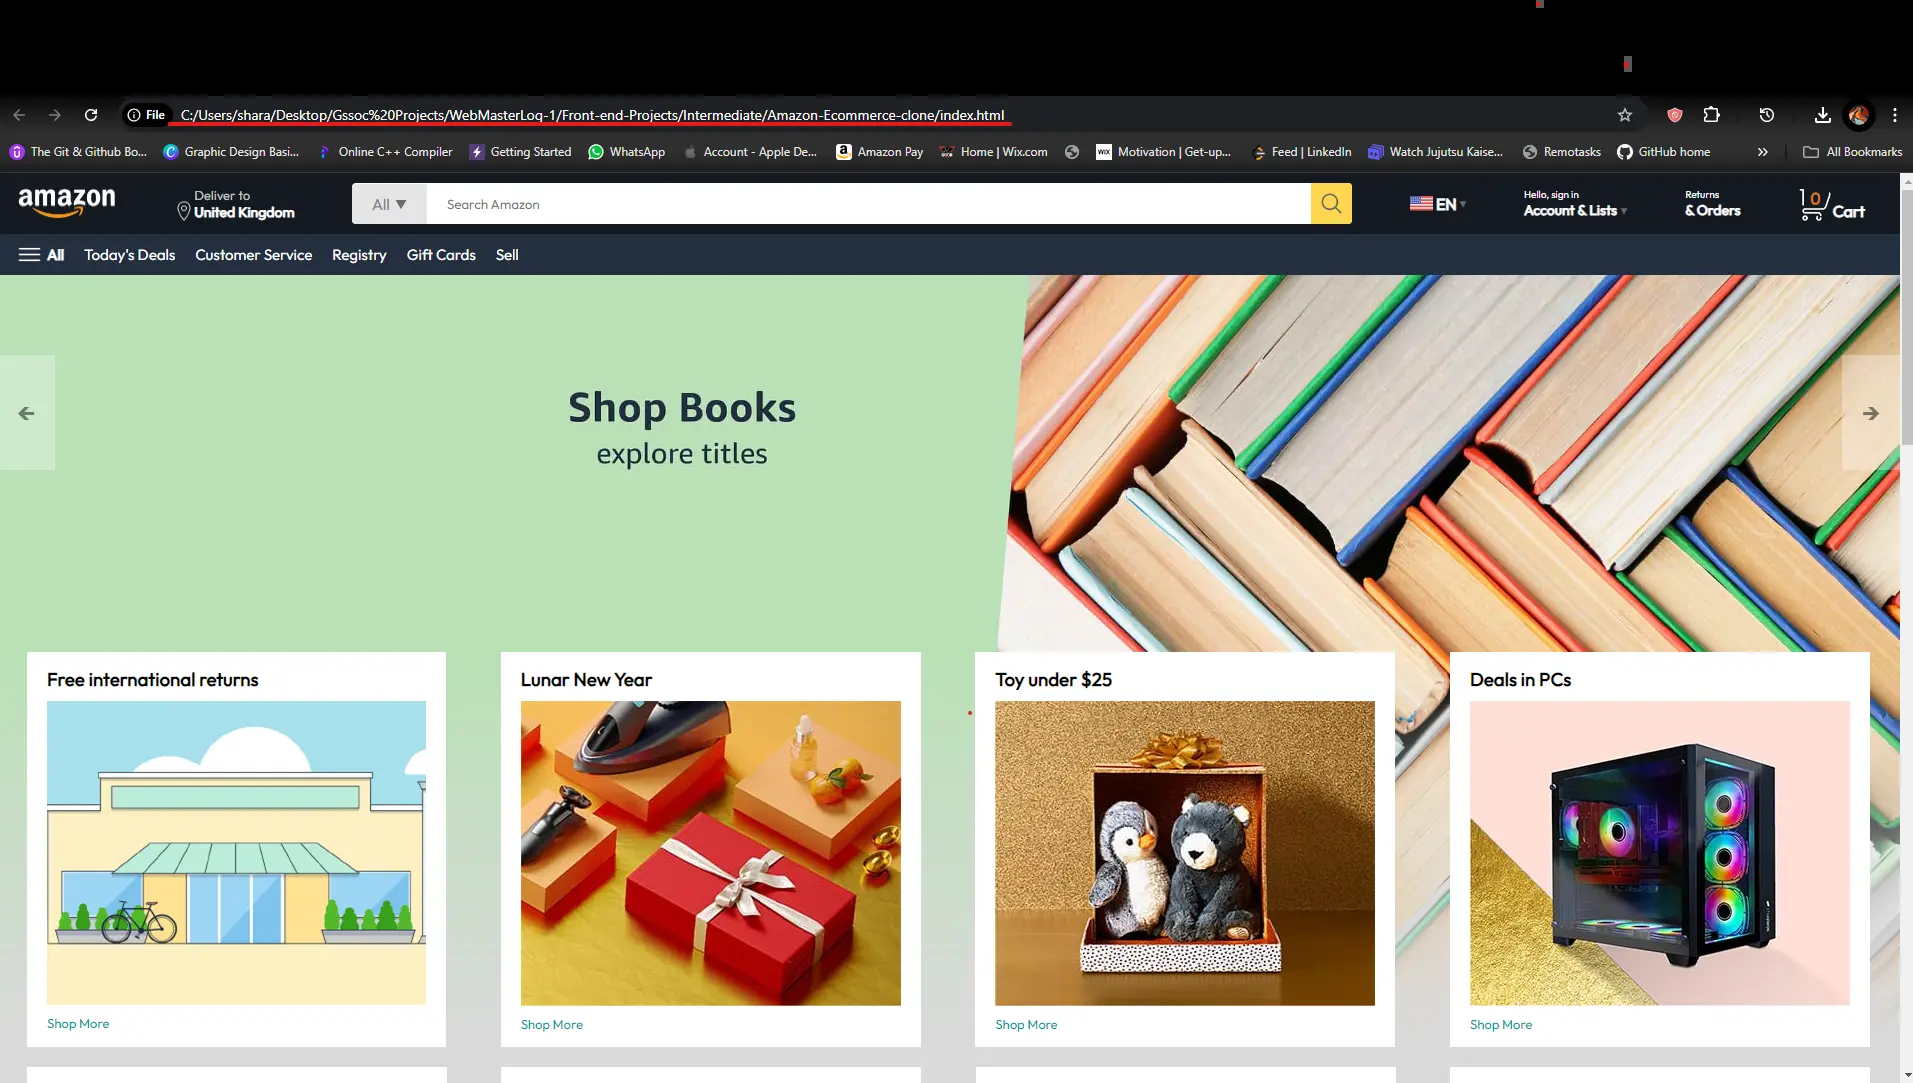 File C:/Users/shara/Desktop/Gssoc%20Projects/WebMasterLog-1/Front-end-Projects/Intermediate/Amazon-Ecommerce-clone/index.html
The Git & Github Bo... Graphic Design Basi... Online C++ Compiler Getting Started WhatsApp Account - Apple De... Amazon Pay Home | Wix.com Motivation | Get-up... Feed | LinkedIn Watch Jujutsu Kaise... Remotasks GitHub home » All Bookmarks
amazon
Deliver to
United Kingdom
All ▼ Search Amazon
EN
Hello, sign in
Account & Lists
Returns
& Orders
0 Cart
All Today's Deals Customer Service Registry Gift Cards Sell
Shop Books
explore titles
Free international returns
Lunar New Year
Toy under $25
Deals in PCs
Shop More
Shop More
Shop More
Shop More